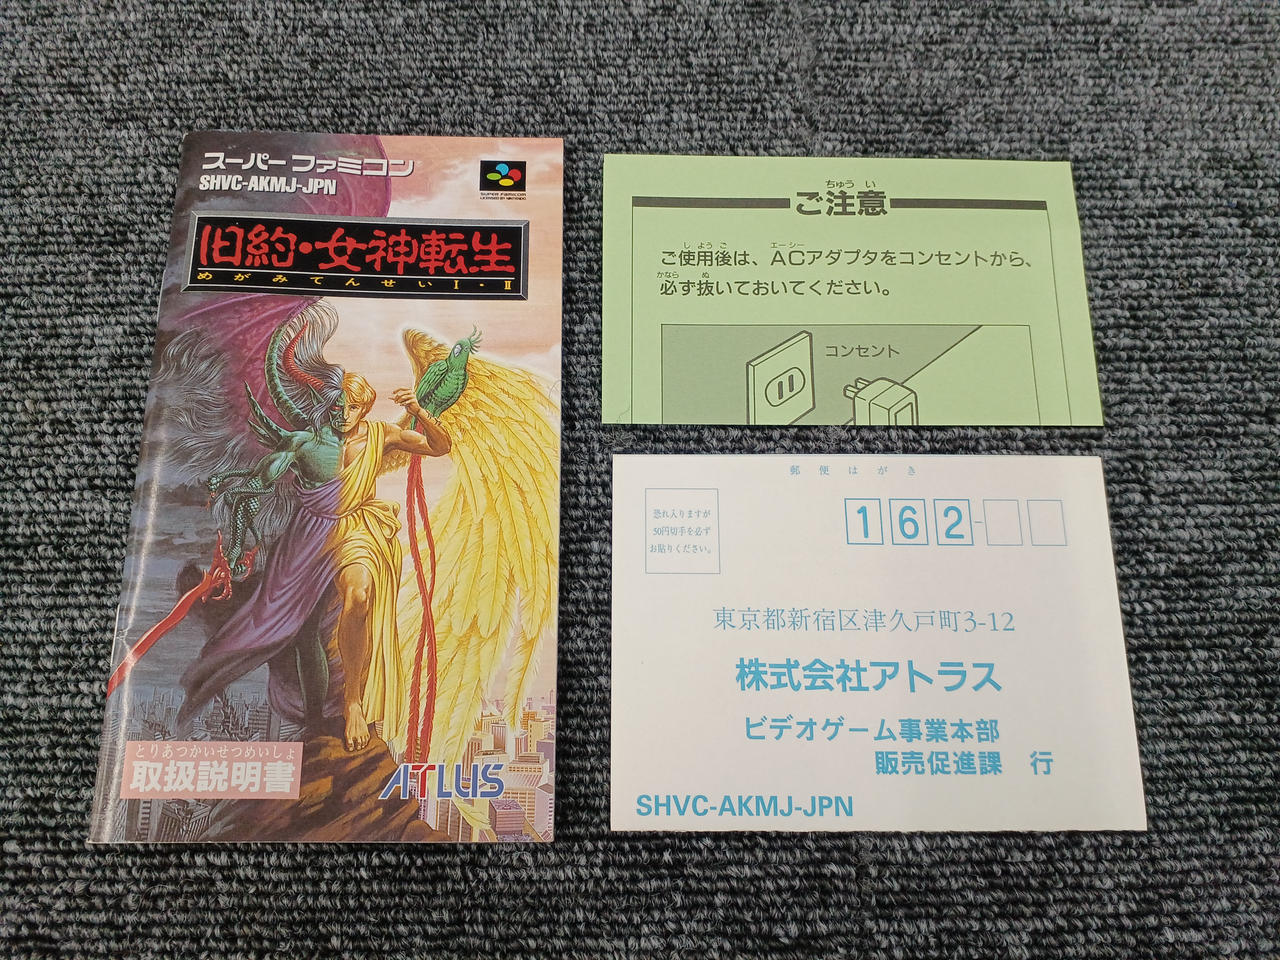 スーパーファミコン
SHVC-AKMJ-JPN
SUPER FAMICOM
LICENSED BY NINTENDO
旧約・女神転生
めがみてんせいⅠ・Ⅱ
とりあつかいせつめいしょ
取扱説明書
ATLUS
ちゅうい
ご注意
しようご エーシー
ご使用後は、ACアダプタをコンセントから、
かなら ぬ
必ず抜いておいてください。
コンセント
郵便はがき
恐れ入りますが
50円切手を必ず
お貼りください。
162-
東京都新宿区津久戸町3-12
株式会社アトラス
ビデオゲーム事業本部
販売促進課 行
SHVC-AKMJ-JPN